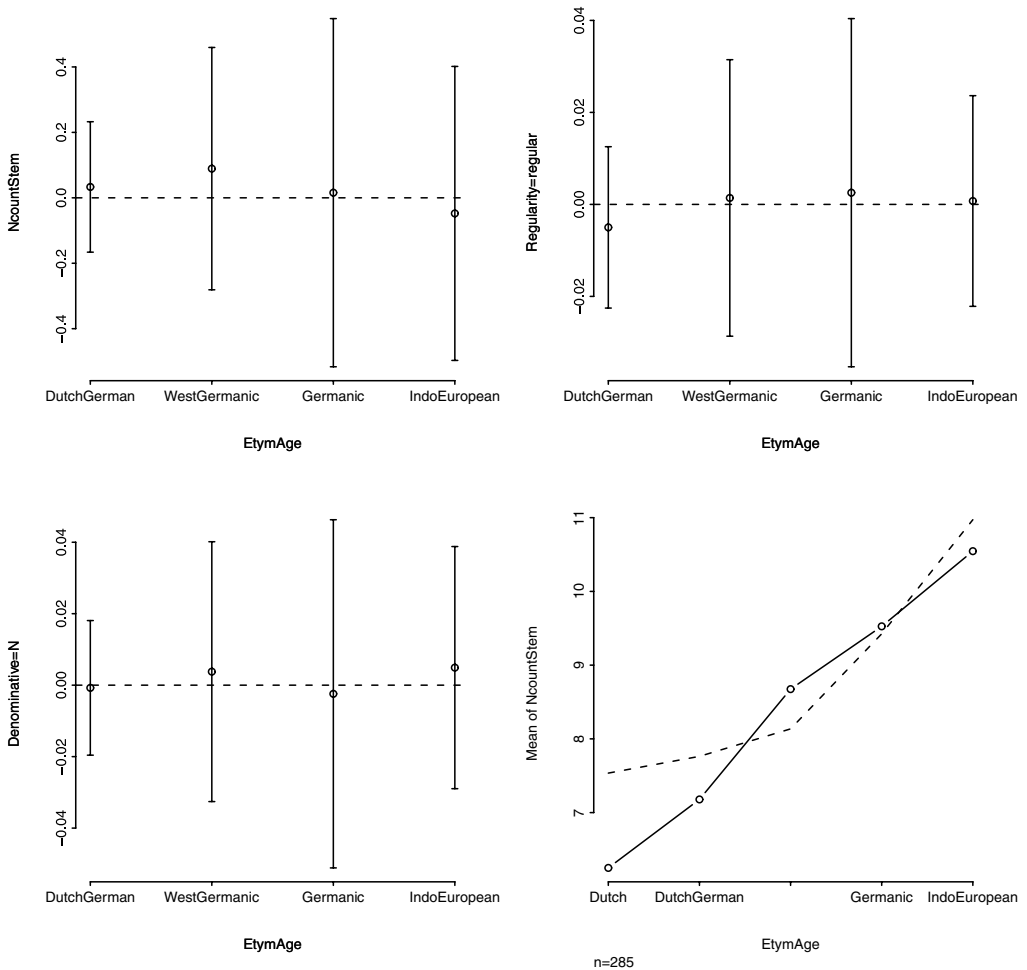 NcountStem
0.4
0.2
0.0
−0.2
−0.4
DutchGerman WestGermanic Germanic IndoEuropean
EtymAge
Regularity=regular
0.04
0.02
0.00
−0.02
DutchGerman WestGermanic Germanic IndoEuropean
EtymAge
Denominative=N
0.04
0.02
0.00
−0.02
−0.04
DutchGerman WestGermanic Germanic IndoEuropean
EtymAge
Mean of NcountStem
11
10
9
8
7
Dutch DutchGerman Germanic IndoEuropean
EtymAge
n=285